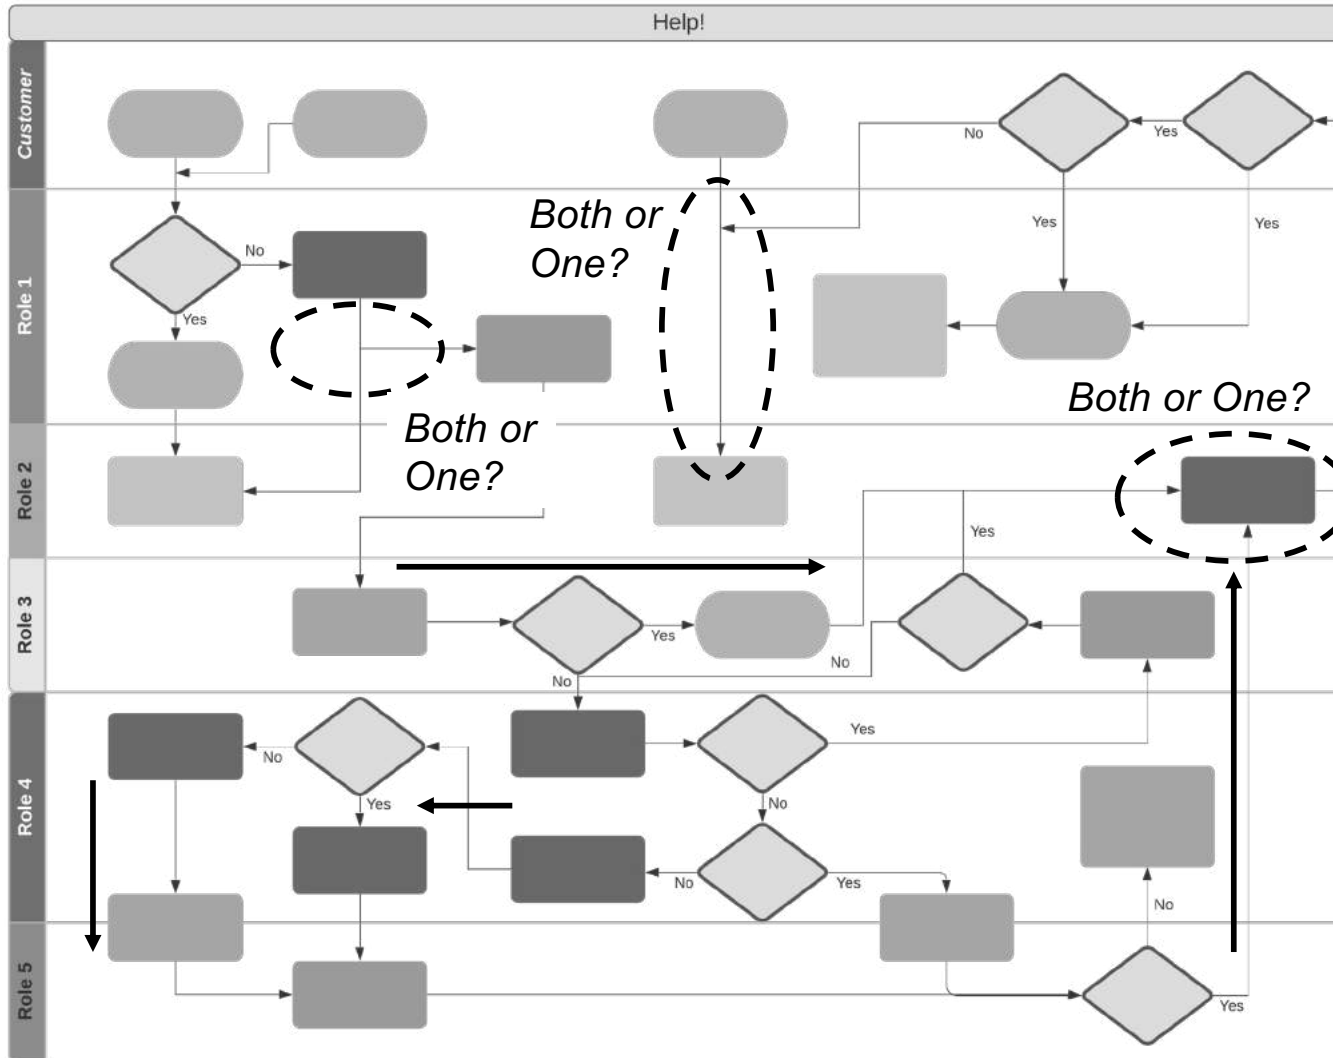 Help!
Customer
No
Yes
Both or
One?
Yes
Yes
Role 1
No
Yes
Both or One?
Both or
One?
Role 2
Yes
Role 3
Yes
No
No
Role 4
No
Yes
Yes
No
No
Yes
No
Role 5
Yes